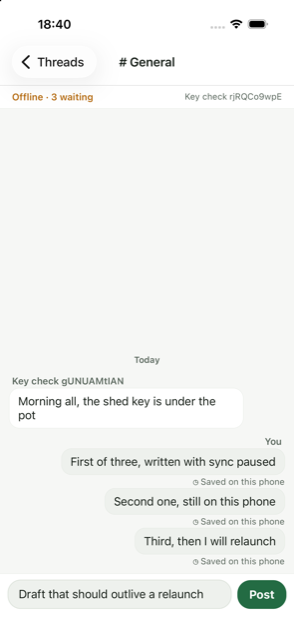 18:40
Threads
# General
Offline · 3 waiting
Key check rjRQCo9wpE
Today
Key check gUNUAMtIAN
Morning all, the shed key is under the
pot
You
First of three, written with sync paused
Saved on this phone
Second one, still on this phone
Saved on this phone
Third, then I will relaunch
Saved on this phone
Draft that should outlive a relaunch
Post